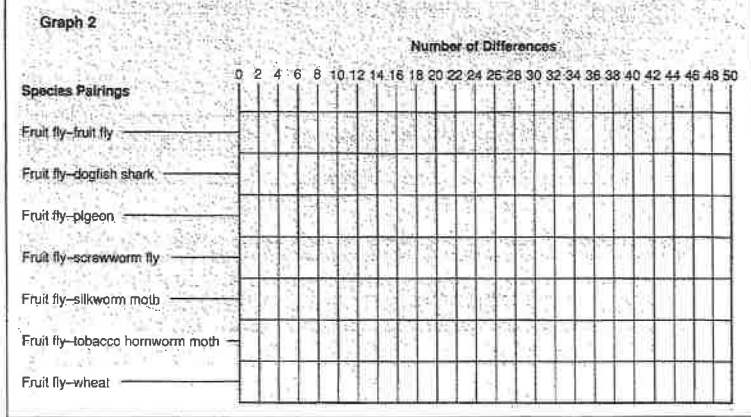 Graph 2
Number of Differences
0 2 4 6 8 10 12 14 16 18 20 22 24 26 28 30 32 34 36 38 40 42 44 46 48 50
Species Pairings
Fruit fly–fruit fly
Fruit fly–dogfish shark
Fruit fly–pigeon
Fruit fly–screwworm fly
Fruit fly–silkworm moth
Fruit fly–tobacco hornworm moth
Fruit fly–wheat